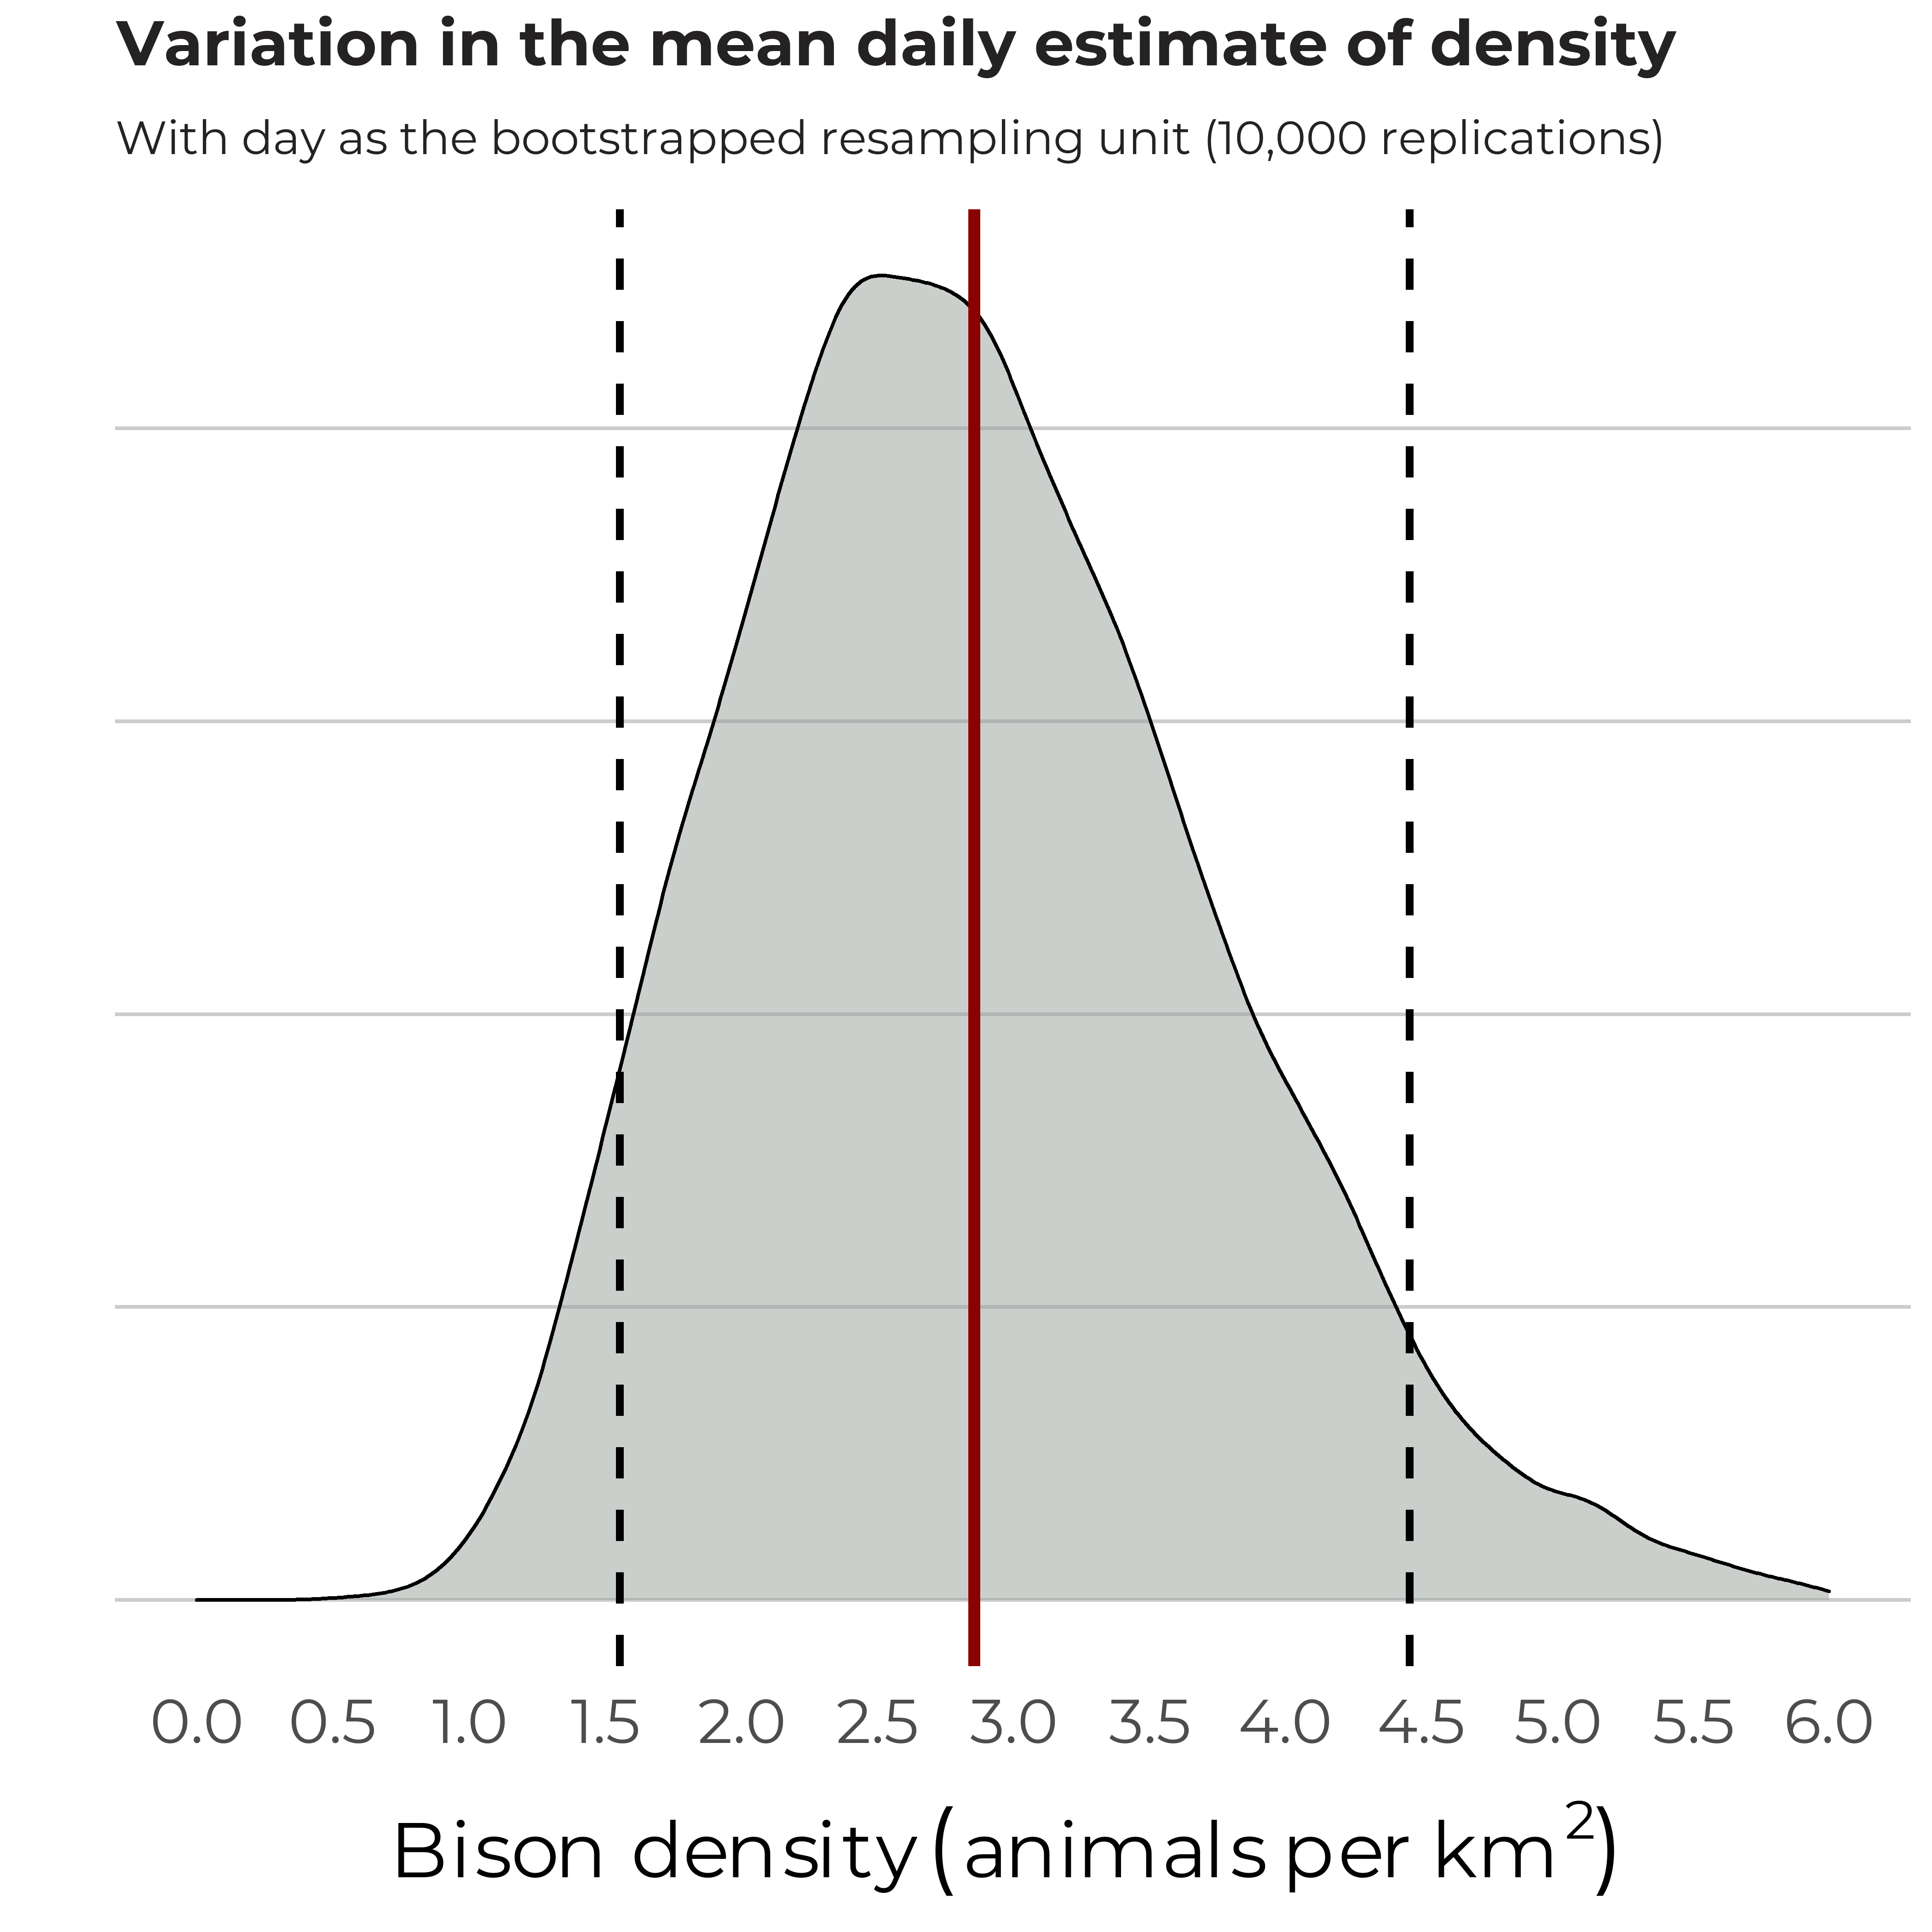 Variation in the mean daily estimate of density
With day as the bootstrapped resampling unit (10,000 replications)
0.0 0.5 1.0 1.5 2.0 2.5 3.0 3.5 4.0 4.5 5.0 5.5 6.0
Bison density(animals per km²)